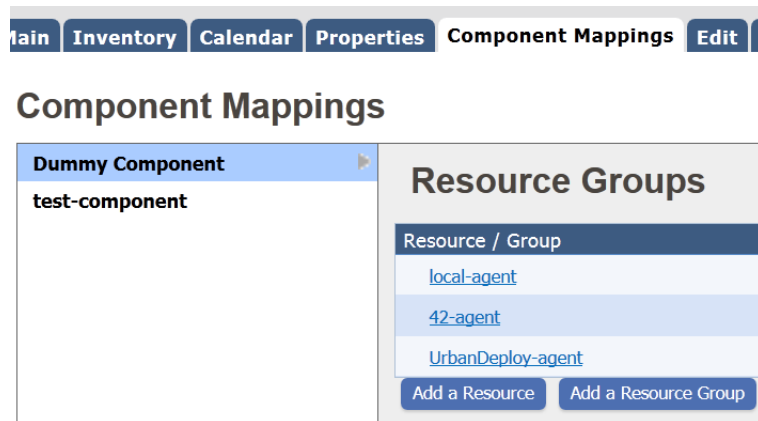 Main Inventory Calendar Properties Component Mappings Edit
Component Mappings
Dummy Component
test-component
Resource Groups
Resource / Group
local-agent
42-agent
UrbanDeploy-agent
Add a Resource Add a Resource Group